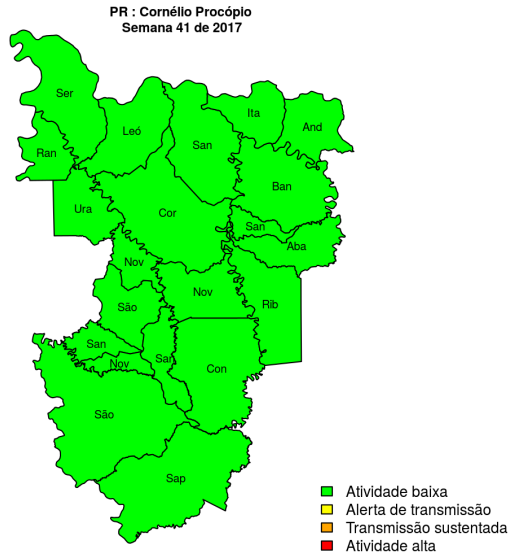 PR : Cornélio Procópio
Semana 41 de 2017
Ser
Leó
Ita
And
San
Ran
Ban
Ura
Cor
San
Aba
Nov
Nov
Rib
São
San
San
Nov
Con
São
Sap
Atividade baixa
Alerta de transmissão
Transmissão sustentada
Atividade alta